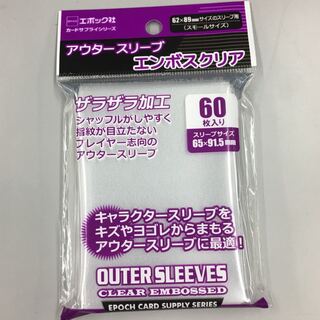 エポック社
カードサプライシリーズ
62×89mmサイズのスリーブ用
(スモールサイズ)
アウタースリーブ
エンボスクリア
ザラザラ加工
シャッフルがしやすく
指紋が目立たない
プレイヤー志向の
アウタースリーブ
60
枚入り
スリーブサイズ
65×91.5mm
キャラクタースリーブを
キズやヨゴレからまもる
アウタースリーブに最適!
OUTER SLEEVES
CLEAR EMBOSSED
EPOCH CARD SUPPLY SERIES